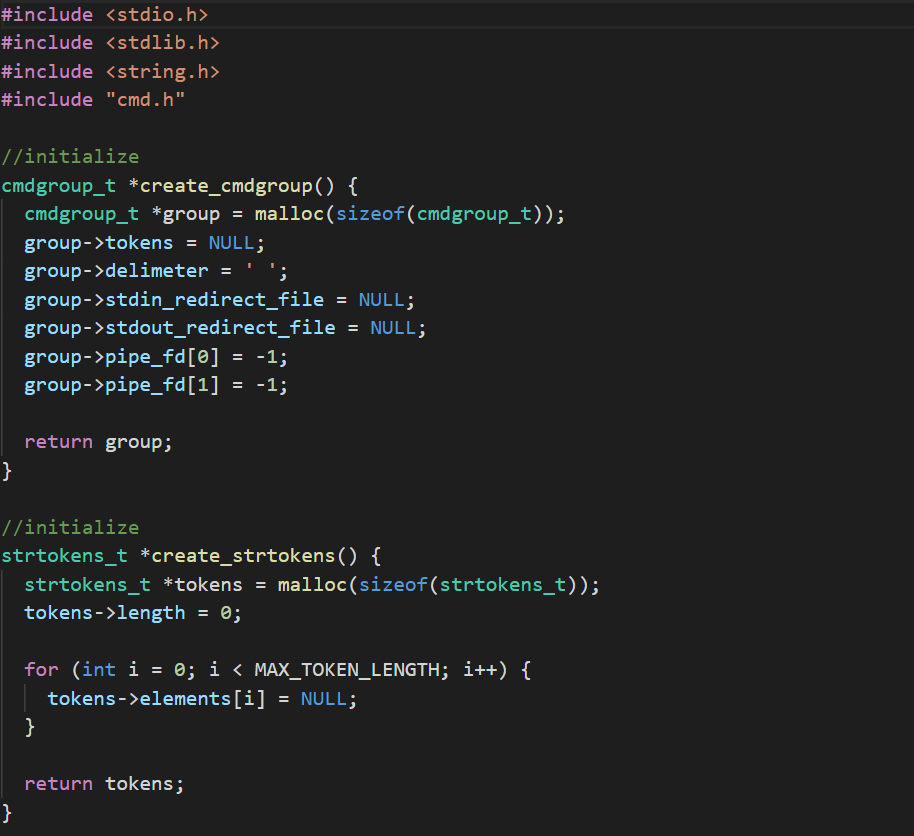 #include <stdio.h>
#include <stdlib.h>
#include <string.h>
#include "cmd.h"
//initialize
cmdgroup_t *create_cmdgroup() {
cmdgroup_t *group = malloc(sizeof(cmdgroup_t));
group->tokens = NULL;
group->delimeter = ' ';
group->stdin_redirect_file = NULL;
group->stdout_redirect_file = NULL;
group->pipe_fd[0] = -1;
group->pipe_fd[1] = -1;
return group;
}
//initialize
strtokens_t *create_strtokens() {
strtokens_t *tokens = malloc(sizeof(strtokens_t));
tokens->length = 0;
for (int i = 0; i < MAX_TOKEN_LENGTH; i++) {
tokens->elements[i] = NULL;
}
return tokens;
}